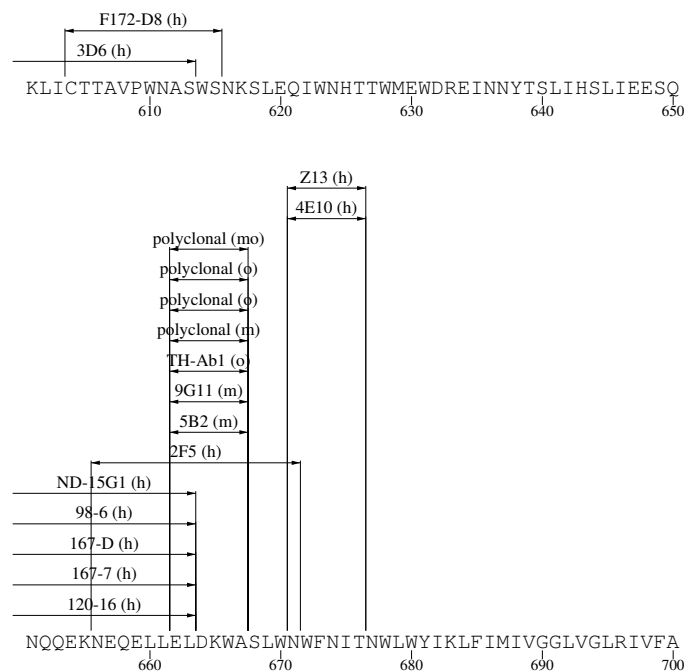 F172-D8 (h)
3D6 (h)
KLICTTAVPWNASWSNKSLEQIWNHTTWMEWDREINNYTSLIHSLIEESQ
610 620 630 640 650
Z13 (h)
4E10 (h)
polyclonal (mo)
polyclonal (o)
polyclonal (o)
polyclonal (m)
TH-Ab1 (o)
9G11 (m)
5B2 (m)
2F5 (h)
ND-15G1 (h)
98-6 (h)
167-D (h)
167-7 (h)
120-16 (h)
NQQEKNEQELLELDKWASLWNWFNITNWLWYIKLFIMIVGGLVGLRIVFA
660 670 680 690 700